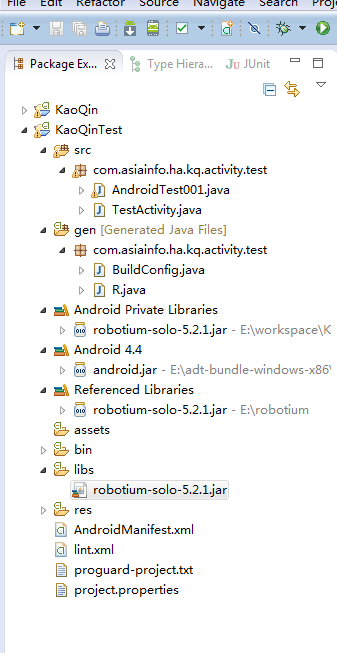 File Edit Refactor Source Navigate Search
Package Ex... Type Hiera... JUnit
KaoQin
KaoQinTest
src
com.asiainfo.ha.kq.activity.test
AndroidTest001.java
TestActivity.java
gen [Generated Java Files]
com.asiainfo.ha.kq.activity.test
BuildConfig.java
R.java
Android Private Libraries
robotium-solo-5.2.1.jar - E:\workspace\K
Android 4.4
android.jar - E:\adt-bundle-windows-x86\
Referenced Libraries
robotium-solo-5.2.1.jar - E:\robotium
assets
bin
libs
robotium-solo-5.2.1.jar
res
AndroidManifest.xml
lint.xml
proguard-project.txt
project.properties